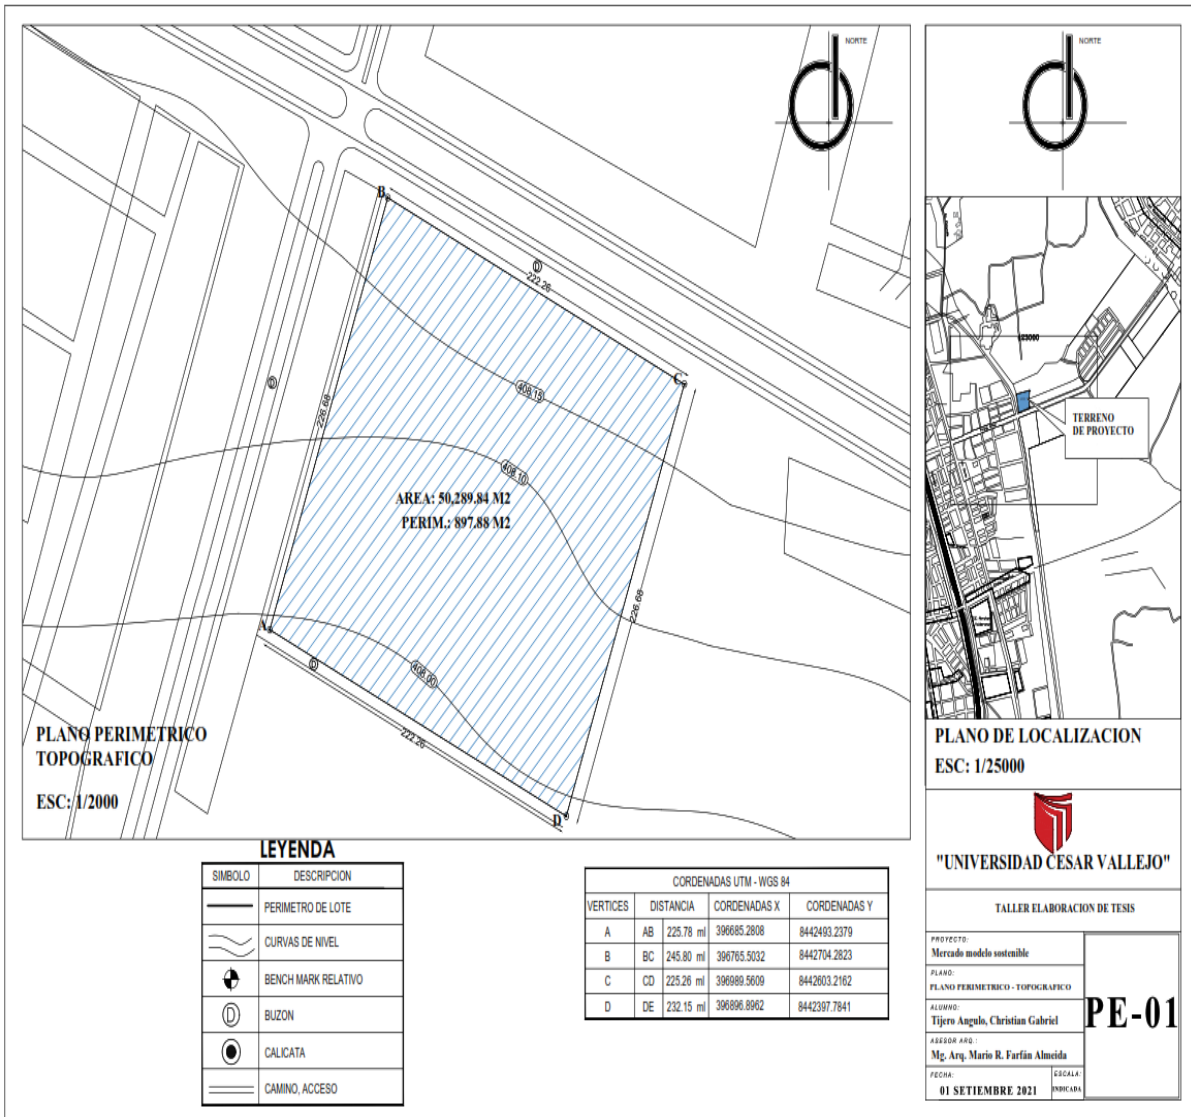 NORTE
B
D
222.26
C
408.15
D
226.68
408.10
AREA: 50,289.84 M2
PERIM.: 897.88 M2
226.68
A
D
408.00
222.26
D
PLANO PERIMETRICO
TOPOGRAFICO
ESC: 1/2000
NORTE
TERRENO
DE PROYECTO
PLANO DE LOCALIZACION
ESC: 1/25000
"UNIVERSIDAD CESAR VALLEJO"
TALLER ELABORACION DE TESIS
PROYECTO:
Mercado modelo sostenible
PLANO:
PLANO PERIMETRICO - TOPOGRAFICO
ALUMNO:
Tijero Angulo, Christian Gabriel
ASESOR ARQ.:
Mg. Arq. Mario R. Farfán Almeida
FECHA:
01 SETIEMBRE 2021
ESCALA:
INDICADA
PE-01
LEYENDA
SIMBOLO DESCRIPCION
PERIMETRO DE LOTE
CURVAS DE NIVEL
BENCH MARK RELATIVO
D BUZON
CALICATA
CAMINO, ACCESO
CORDENADAS UTM - WGS 84
VERTICES DISTANCIA CORDENADAS X CORDENADAS Y
A AB 225.78 ml 396685.2808 8442493.2379
B BC 245.80 ml 396765.5032 8442704.2823
C CD 225.26 ml 396989.5609 8442603.2162
D DE 232.15 ml 396896.8962 8442397.7841